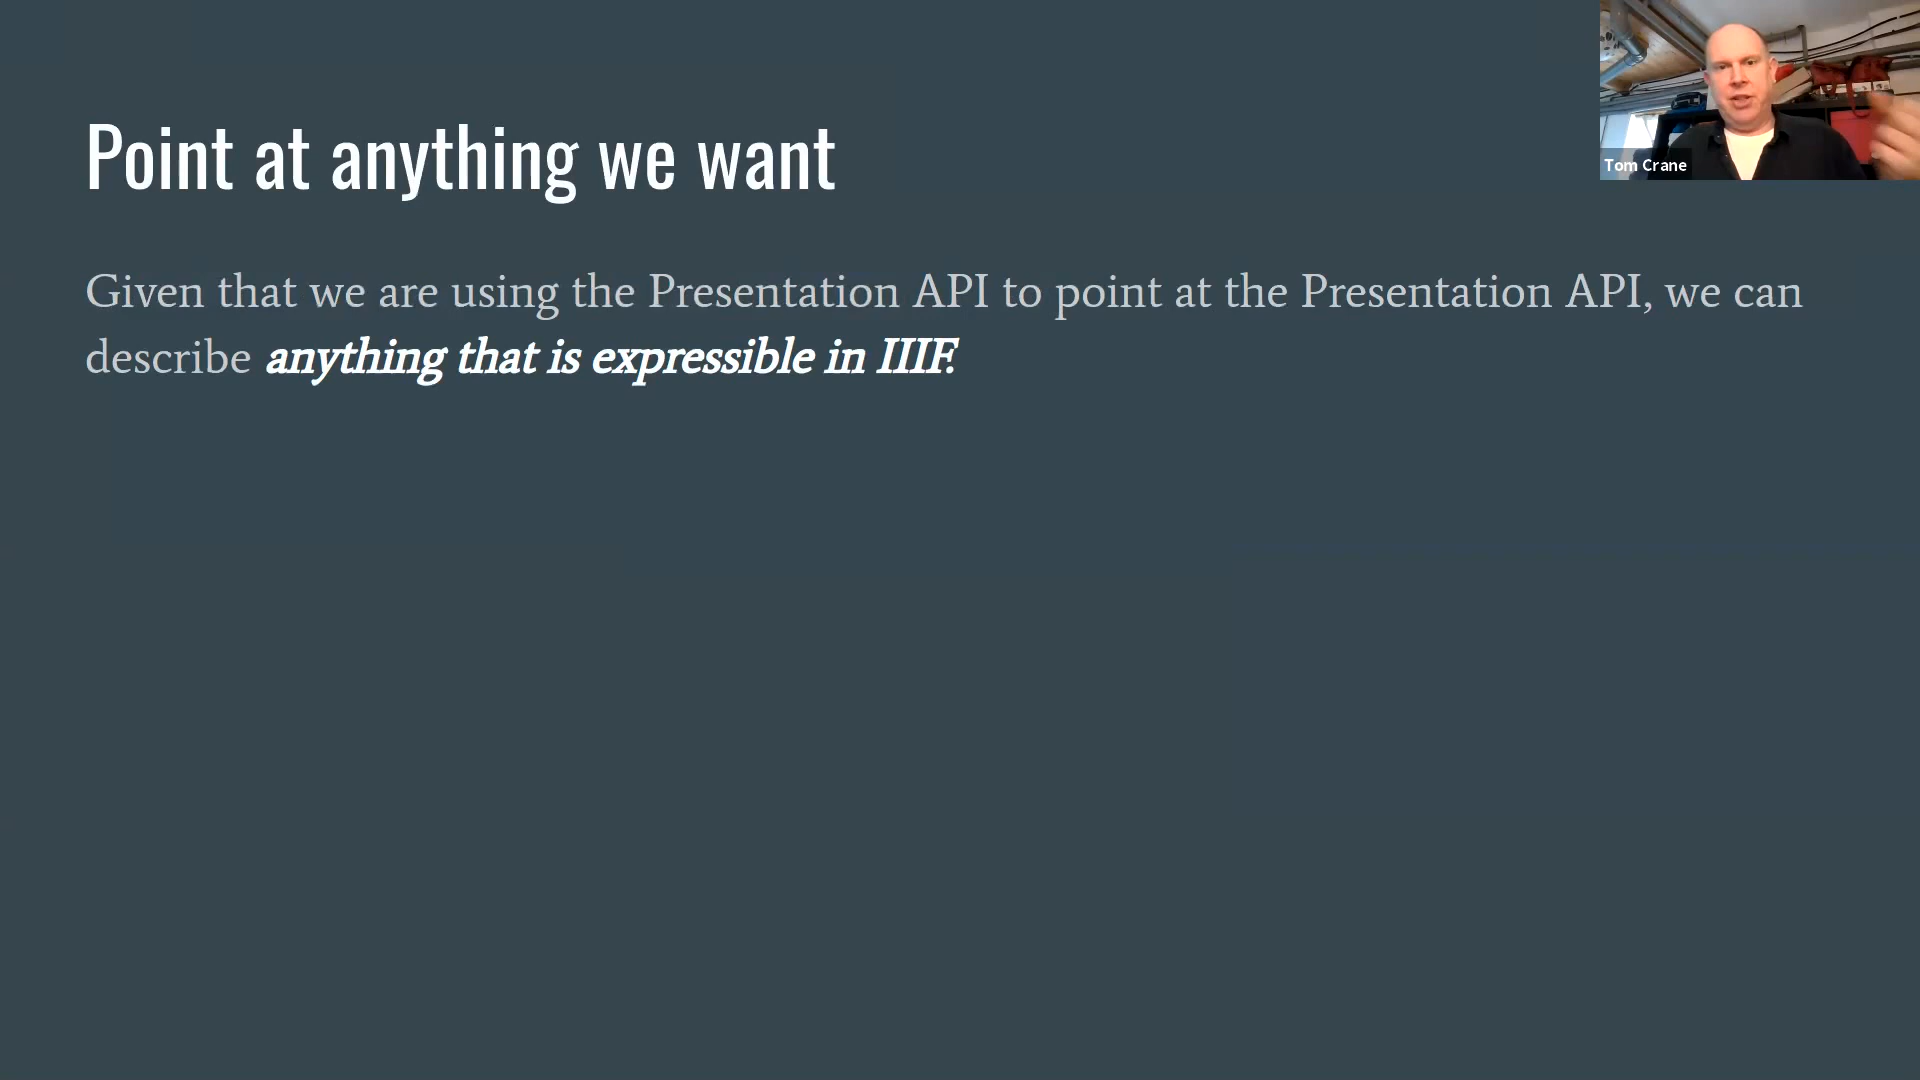 Point at anything we want
Given that we are using the Presentation API to point at the Presentation API, we can
describe anything that is expressible in IIIF.
Tom Crane